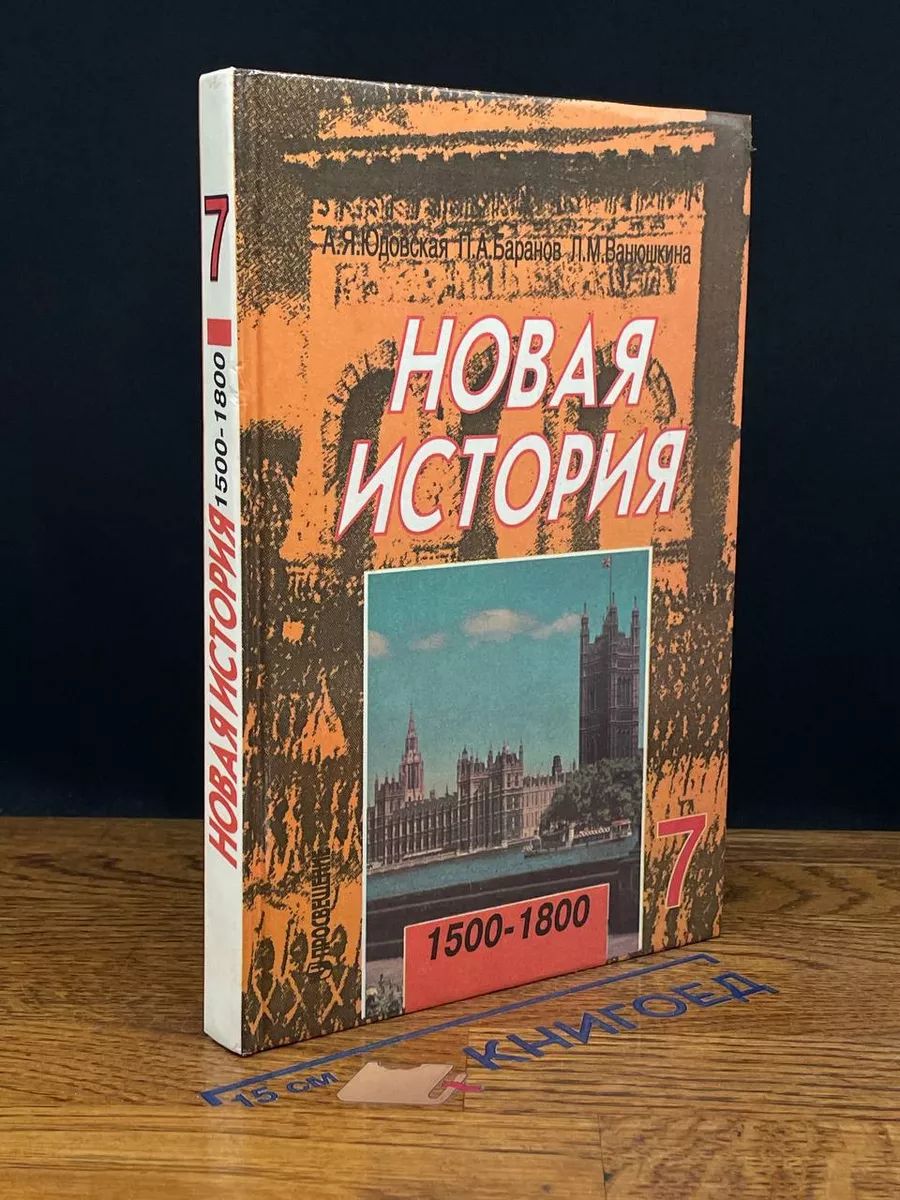 А.Я.Юдовская П.А.Баранов Л.М.Ванюшкина
НОВАЯ
ИСТОРИЯ
7
1500-1800
ПРОСВЕЩЕНИЕ
7
НОВАЯ ИСТОРИЯ 1500-1800
15 см
КНИГОЕД